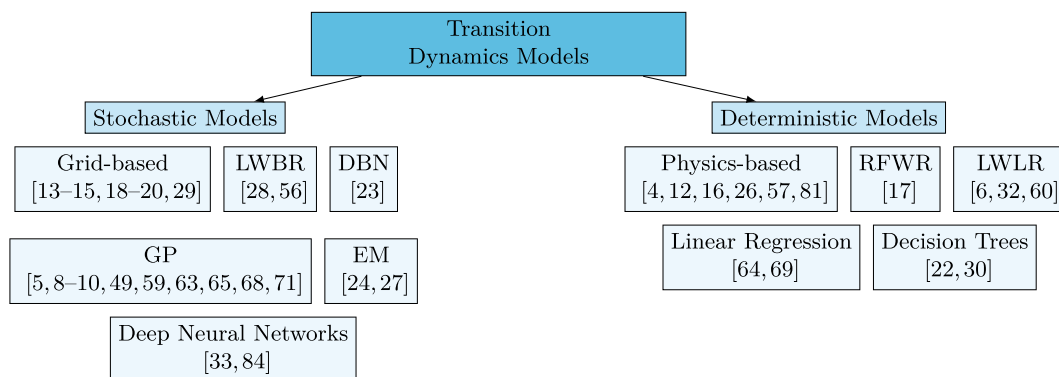 Transition
Dynamics Models
Stochastic Models
Deterministic Models
Grid-based
[13–15, 18–20, 29]
LWBR
[28, 56]
DBN
[23]
Physics-based
[4, 12, 16, 26, 57, 81]
RFWR
[17]
LWLR
[6, 32, 60]
GP
[5, 8–10, 49, 59, 63, 65, 68, 71]
EM
[24, 27]
Linear Regression
[64, 69]
Decision Trees
[22, 30]
Deep Neural Networks
[33, 84]